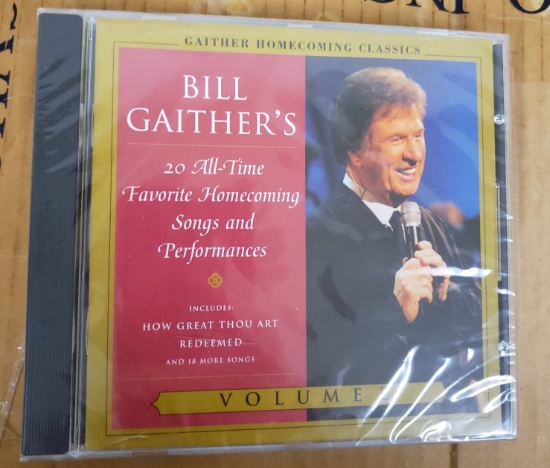 GAITHER HOMECOMING CLASSICS
BILL
GAITHER'S
20 All-Time
Favorite Homecoming
Songs and
Performances
INCLUDES:
HOW GREAT THOU ART
REDEEMED
AND 18 MORE SONGS
VOLUME